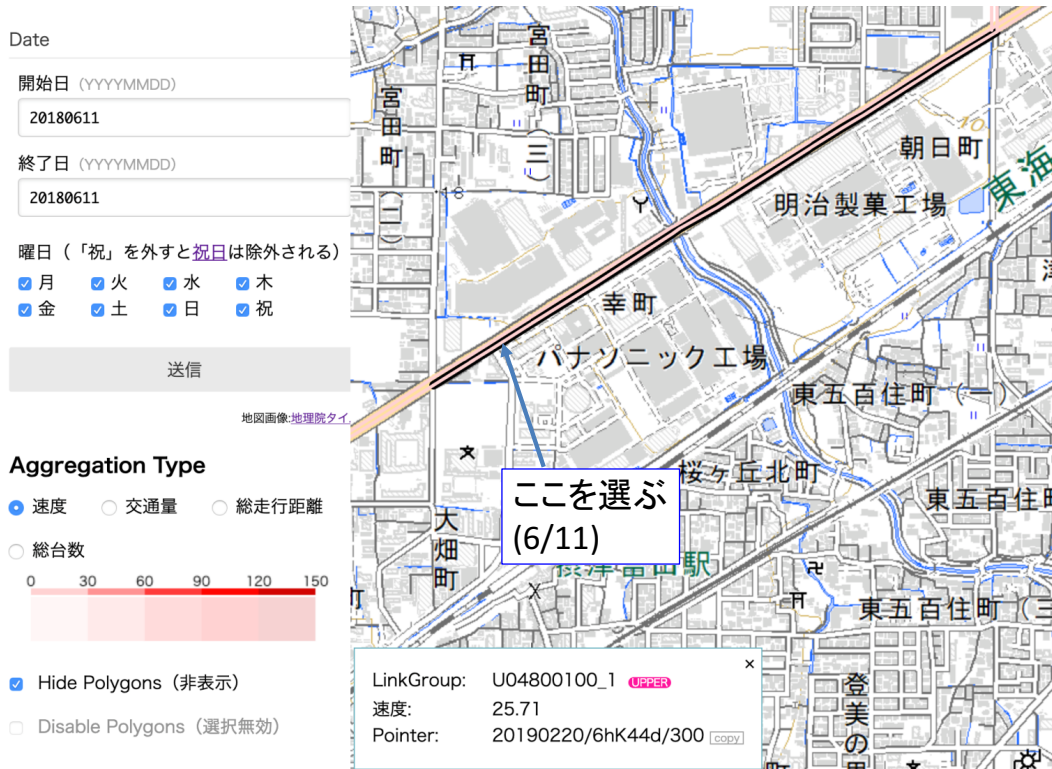 Date
開始日 (YYYYMMDD)
20180611
終了日 (YYYYMMDD)
20180611
曜日（「祝」を外すと祝日は除外される）
月 火 水 木
金 土 日 祝
送信
地図画像:地理院タイ
Aggregation Type
速度 交通量 総走行距離
総台数
0 30 60 90 120 150
Hide Polygons（非表示）
Disable Polygons（選択無効）
宮田町(三)
宮田町(二)
朝日町
明治製菓工場
東海
幸町
パナソニック工場
東五百住町(一)
桜ケ丘北町
東五百住町
大畑町
ここを選ぶ
(6/11)
摂津富田駅
東五百住町(三
登美の
町
LinkGroup: U04800100_1 UPPER
速度: 25.71
Pointer: 20190220/6hK44d/300 copy
×